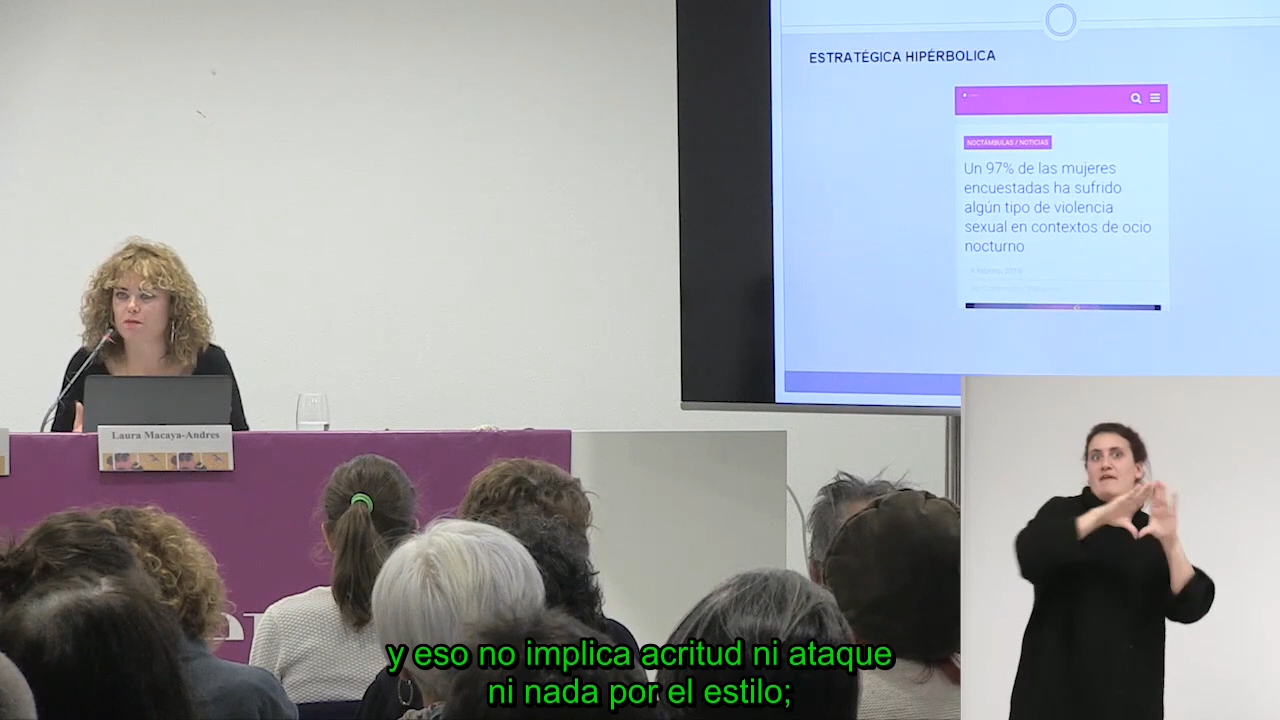 ESTRATÉGICA HIPÉRBOLICA
NOCTÁMBULAS / NOTICIAS
Un 97% de las mujeres
encuestadas ha sufrido
algún tipo de violencia
sexual en contextos de ocio
nocturno
Laura Macaya-Andres
y eso no implica acritud ni ataque
ni nada por el estilo;